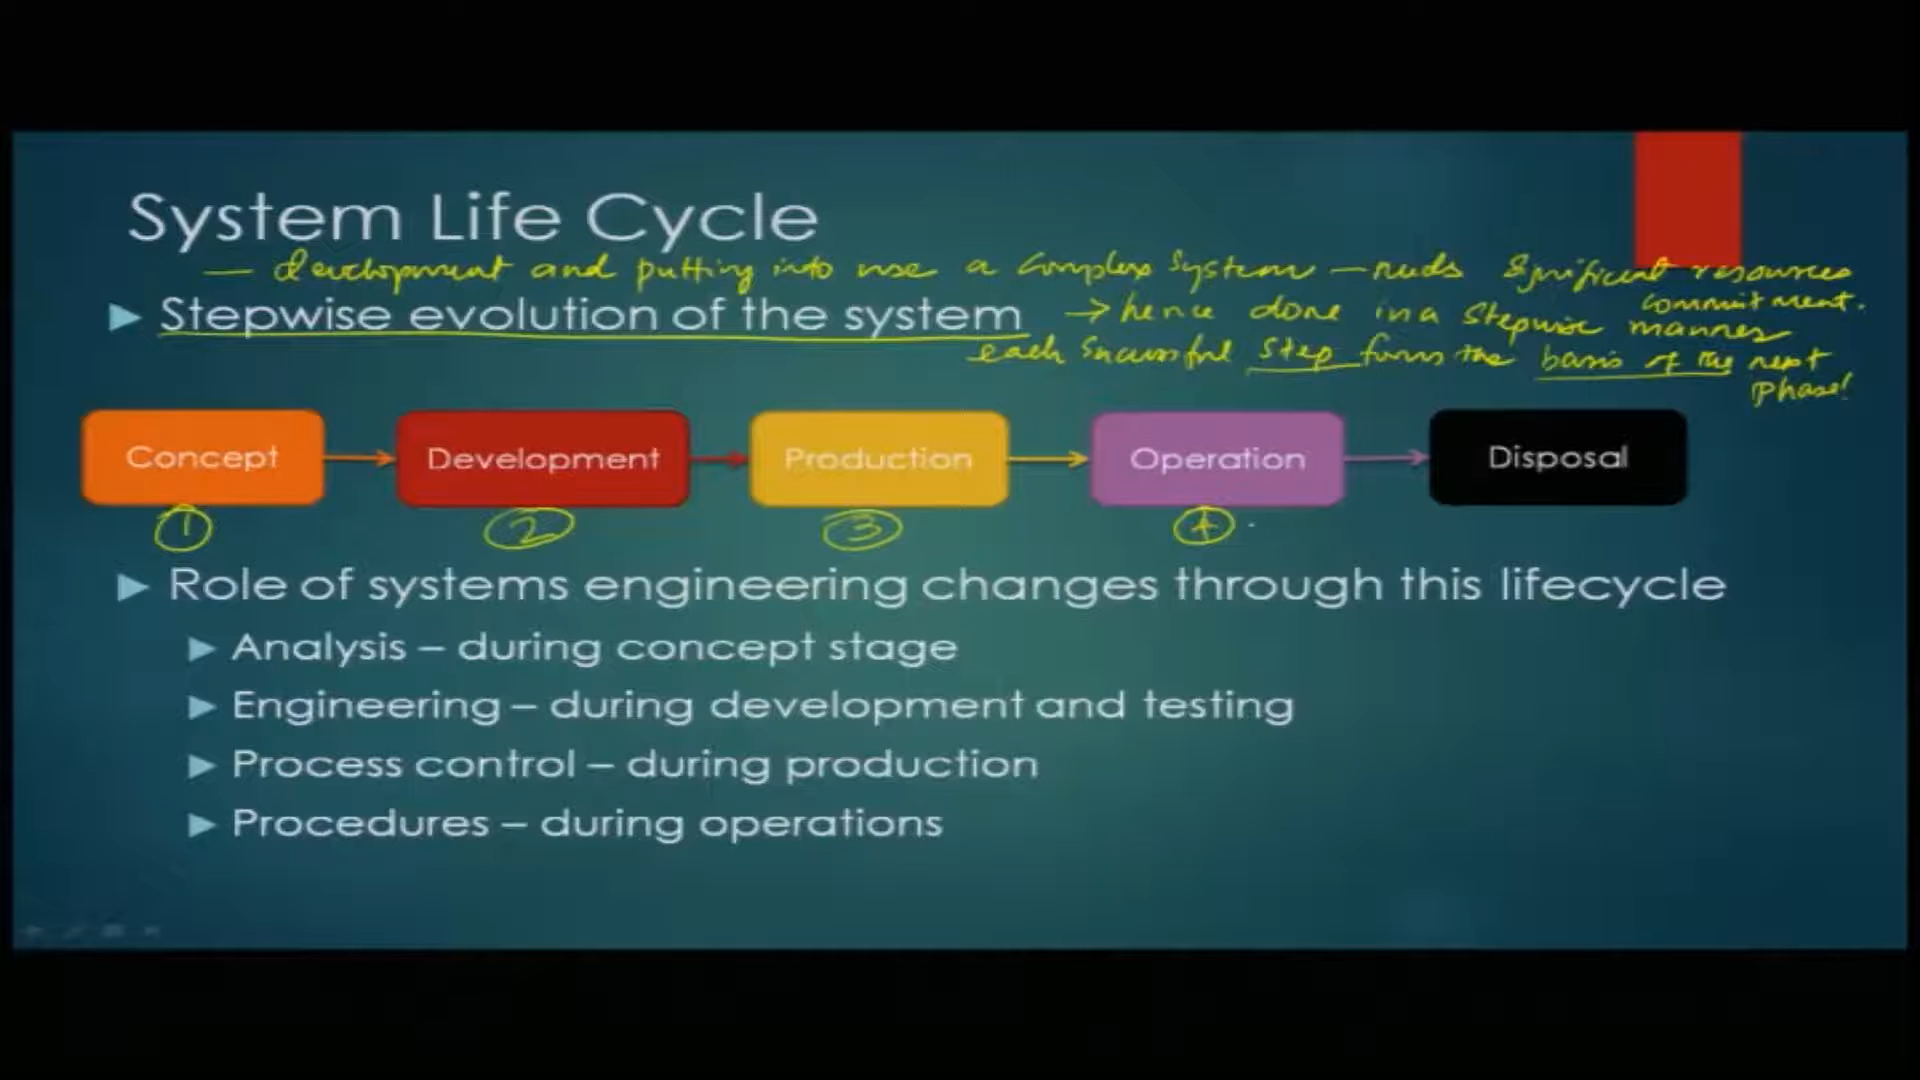 System Life Cycle
— development and putting into use a complex system — needs significant resources
commitment.
Stepwise evolution of the system → hence done in a stepwise manner
each successful step forms the basis of the next
phase!
Concept Development Production Operation Disposal
1 2 3 4
Role of systems engineering changes through this lifecycle
Analysis – during concept stage
Engineering – during development and testing
Process control – during production
Procedures – during operations